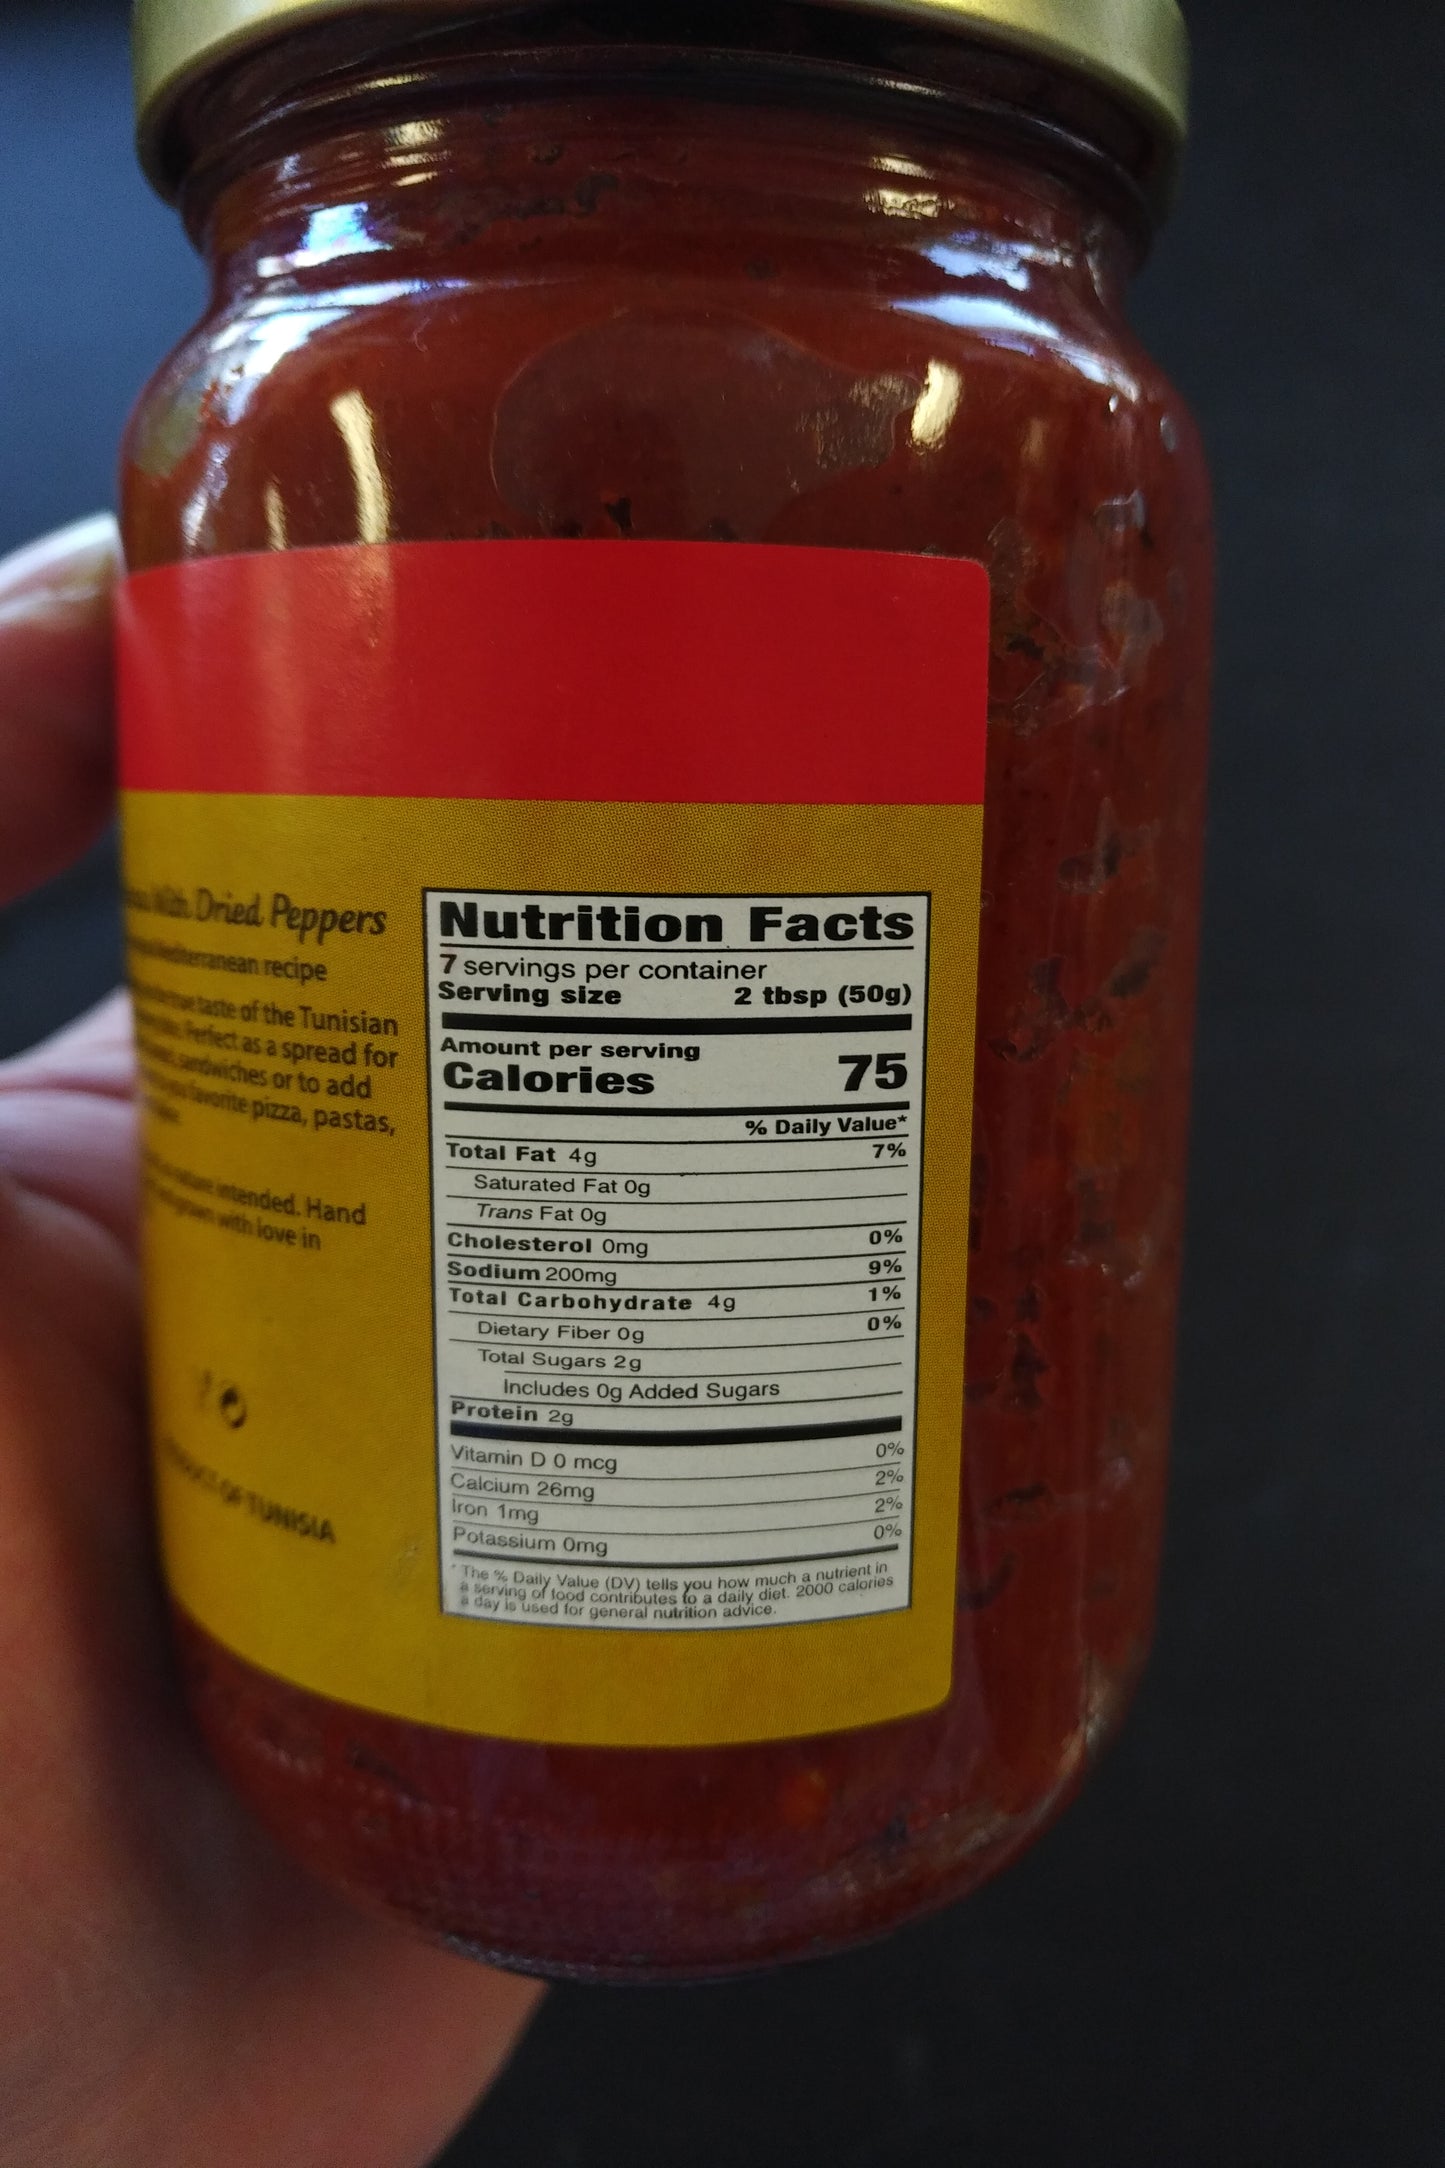 With Dried Peppers
Mediterranean recipe
true taste of the Tunisian
Perfect as a spread for
sandwiches or to add
favorite pizza, pastas,
nature intended. Hand
grown with love in
PRODUCT OF TUNISIA
Nutrition Facts
7 servings per container
Serving size 2 tbsp (50g)
Amount per serving
Calories 75
% Daily Value*
Total Fat 4g 7%
Saturated Fat 0g
Trans Fat 0g
Cholesterol 0mg 0%
Sodium 200mg 9%
Total Carbohydrate 4g 1%
Dietary Fiber 0g 0%
Total Sugars 2g
Includes 0g Added Sugars
Protein 2g
Vitamin D 0 mcg 0%
Calcium 26mg 2%
Iron 1mg 2%
Potassium 0mg 0%
* The % Daily Value (DV) tells you how much a nutrient in
a serving of food contributes to a daily diet. 2000 calories
a day is used for general nutrition advice.